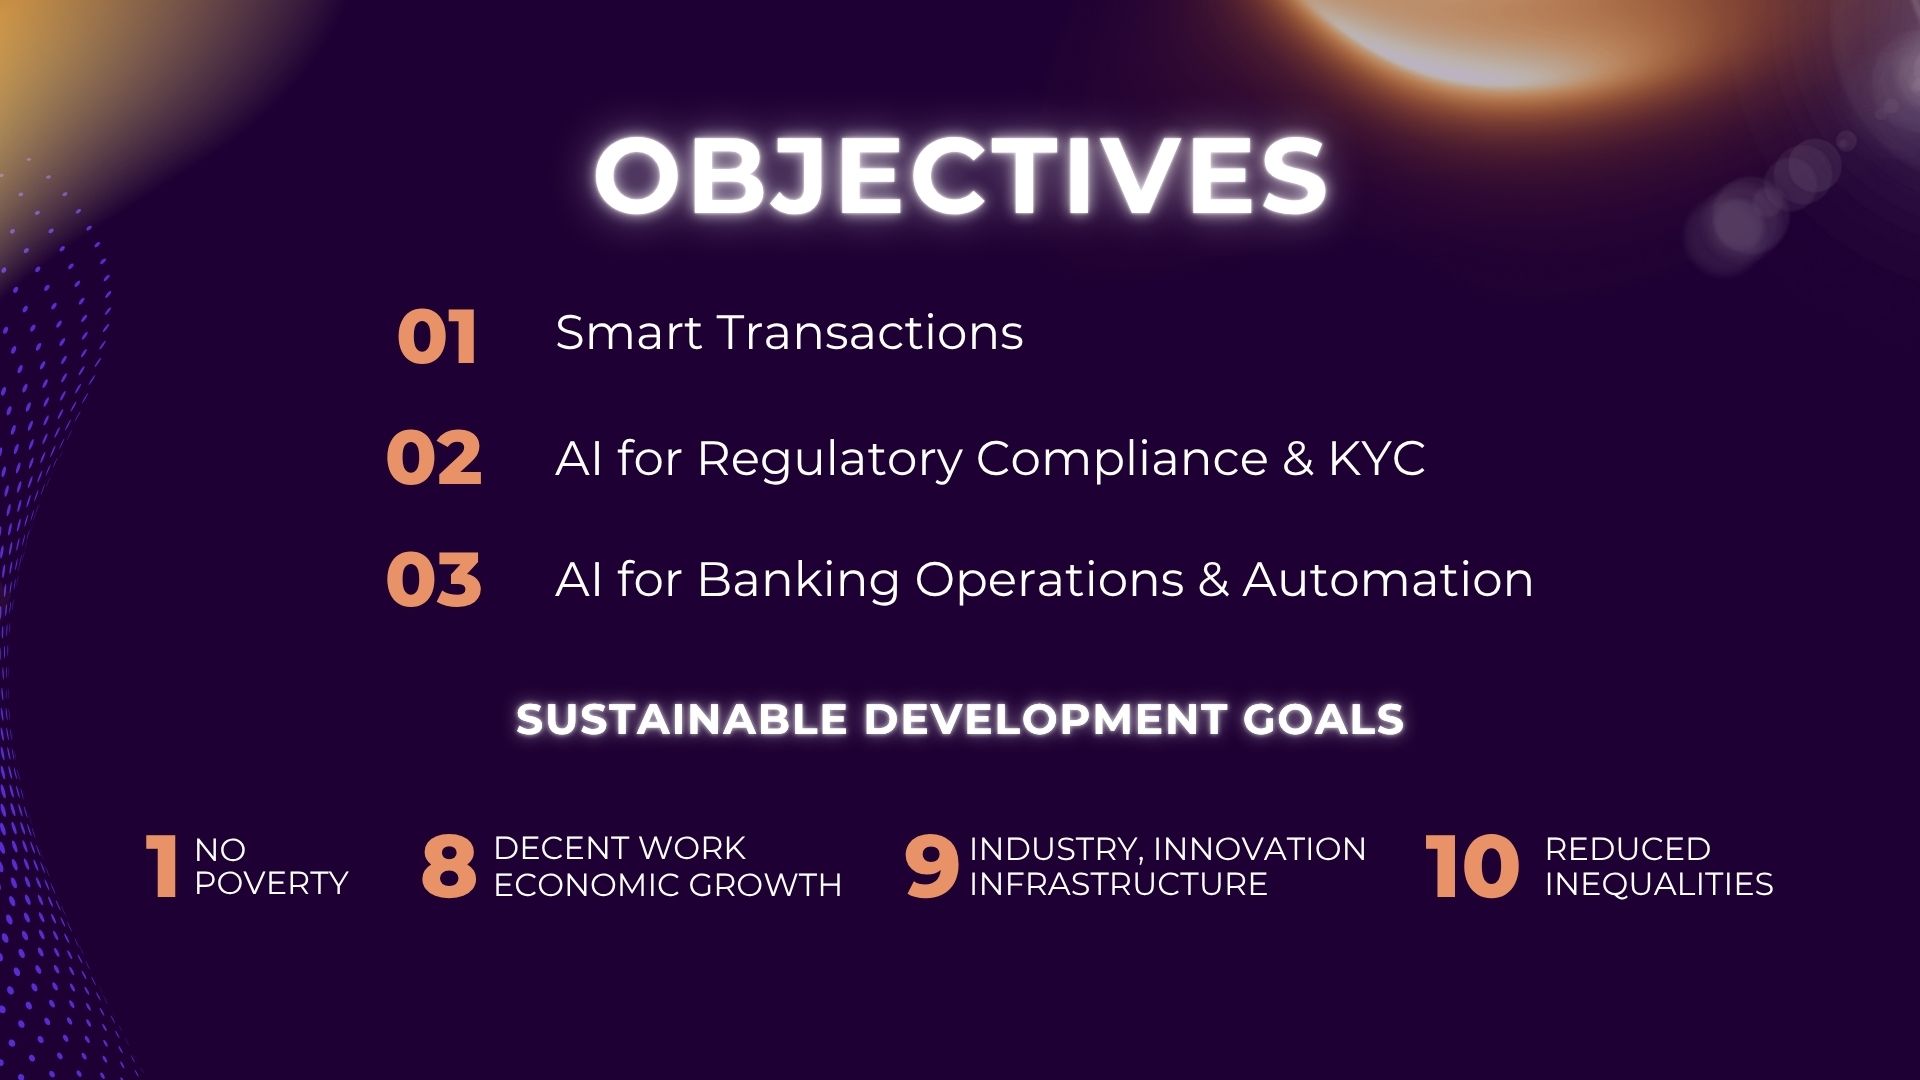 OBJECTIVES
01 Smart Transactions
02 AI for Regulatory Compliance & KYC
03 AI for Banking Operations & Automation
SUSTAINABLE DEVELOPMENT GOALS
1 NO
POVERTY
8 DECENT WORK
ECONOMIC GROWTH
9 INDUSTRY, INNOVATION
INFRASTRUCTURE
10 REDUCED
INEQUALITIES